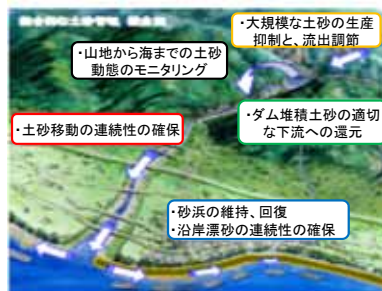 ・大規模な土砂の生産
抑制と、流出調節
・山地から海までの土砂
動態のモニタリング
・土砂移動の連続性の確保
・ダム堆積土砂の適切
な下流への還元
・砂浜の維持、回復
・沿岸漂砂の連続性の確保